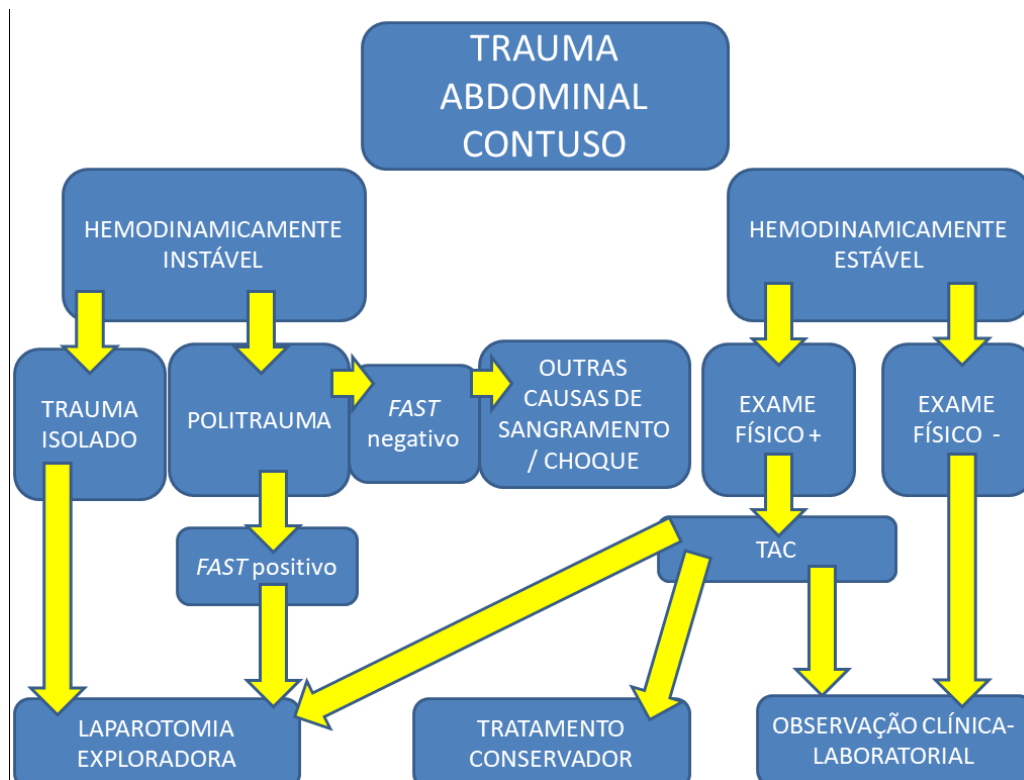 TRAUMA
ABDOMINAL
CONTUSO
HEMODINAMICAMENTE
INSTÁVEL
HEMODINAMICAMENTE
ESTÁVEL
TRAUMA
ISOLADO
POLITRAUMA
FAST
negativo
OUTRAS
CAUSAS DE
SANGRAMENTO
/ CHOQUE
EXAME
FÍSICO +
EXAME
FÍSICO -
FAST positivo
TAC
LAPAROTOMIA
EXPLORADORA
TRATAMENTO
CONSERVADOR
OBSERVAÇÃO CLÍNICA-
LABORATORIAL